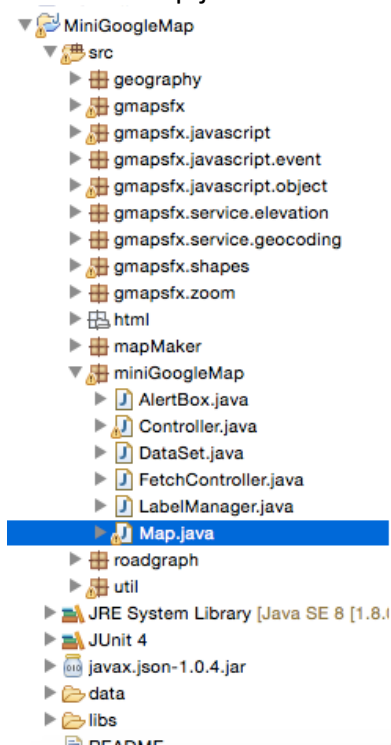 MiniGoogleMap
src
geography
gmapsfx
gmapsfx.javascript
gmapsfx.javascript.event
gmapsfx.javascript.object
gmapsfx.service.elevation
gmapsfx.service.geocoding
gmapsfx.shapes
gmapsfx.zoom
html
mapMaker
miniGoogleMap
AlertBox.java
Controller.java
DataSet.java
FetchController.java
LabelManager.java
Map.java
roadgraph
util
JRE System Library [Java SE 8 [1.8.
JUnit 4
javax.json-1.0.4.jar
data
libs
README